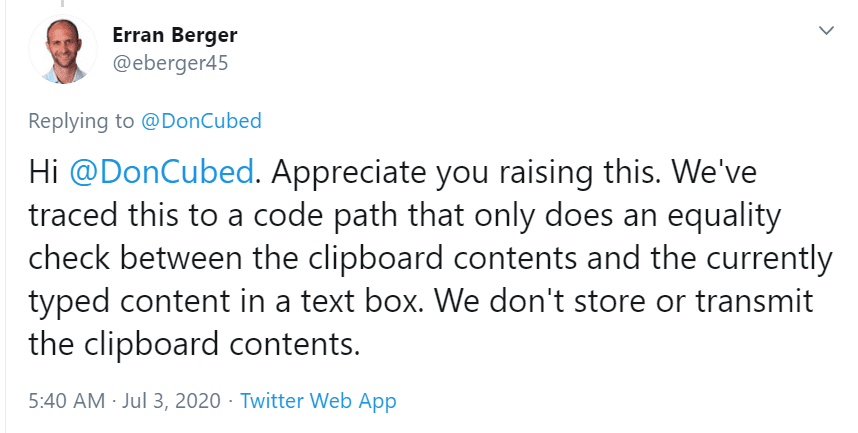 Erran Berger
@eberger45
Replying to @DonCubed
Hi @DonCubed. Appreciate you raising this. We've
traced this to a code path that only does an equality
check between the clipboard contents and the currently
typed content in a text box. We don't store or transmit
the clipboard contents.
5:40 AM · Jul 3, 2020 · Twitter Web App